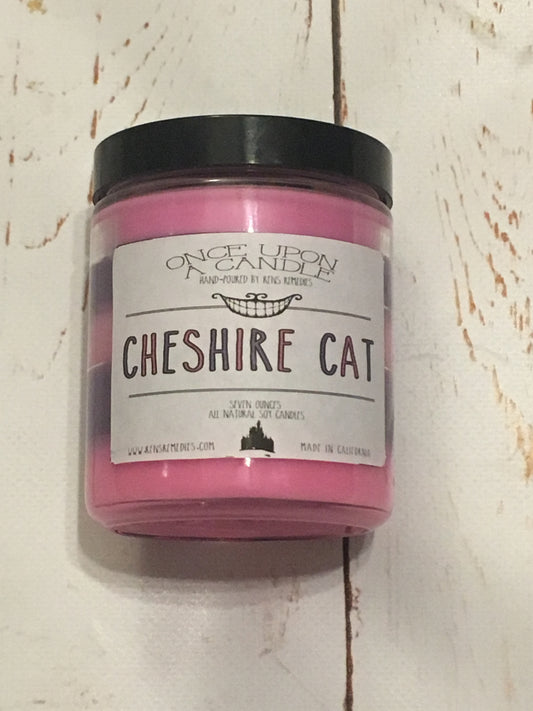 ONCE UPON
A CANDLE
HAND-POURED BY KENS REMEDIES
CHESHIRE CAT
SEVEN OUNCES
ALL NATURAL SOY CANDLES
WWW.KENSREMEDIES.COM
MADE IN CALIFORNIA